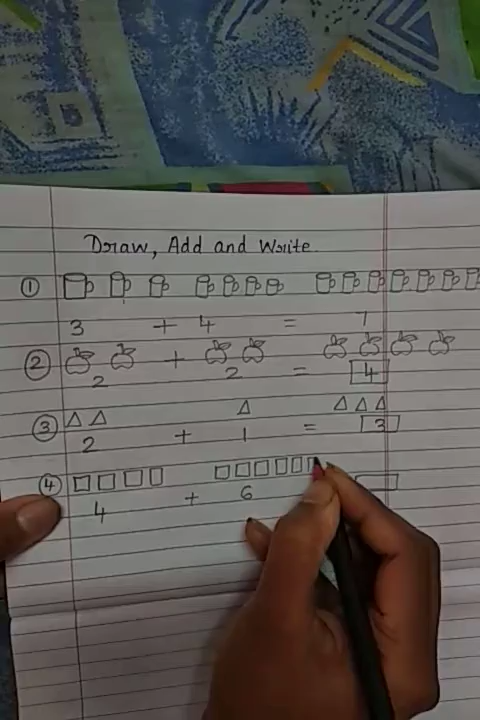 Draw, Add and Write
①
3 + 4 = 7
②
2 + 2 = 4
③
2 + 1 = 3
④
4 + 6